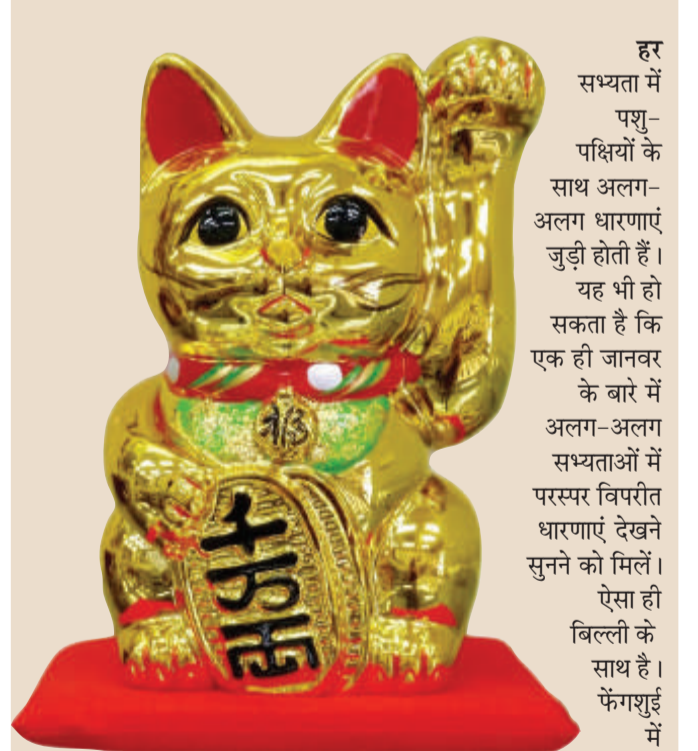 हर
सभ्यता में
पशु-
पक्षियों के
साथ अलग-
अलग धारणाएं
जुड़ी होती हैं।
यह भी हो
सकता है कि
एक ही जानवर
के बारे में
अलग-अलग
सभ्यताओं में
परस्पर विपरीत
धारणाएं देखने
सुनने को मिलें।
ऐसा ही
बिल्ली के
साथ है।
फेंगशुई
में